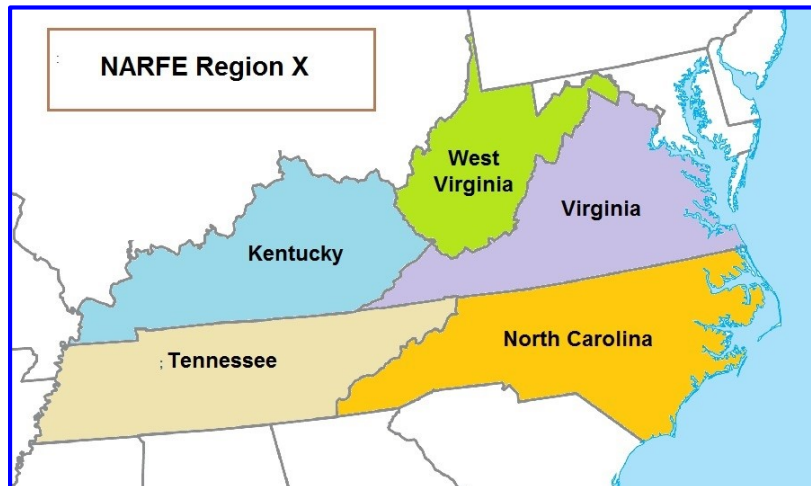 :
NARFE Region X
West
Virginia
Virginia
Kentucky
North Carolina
; Tennessee